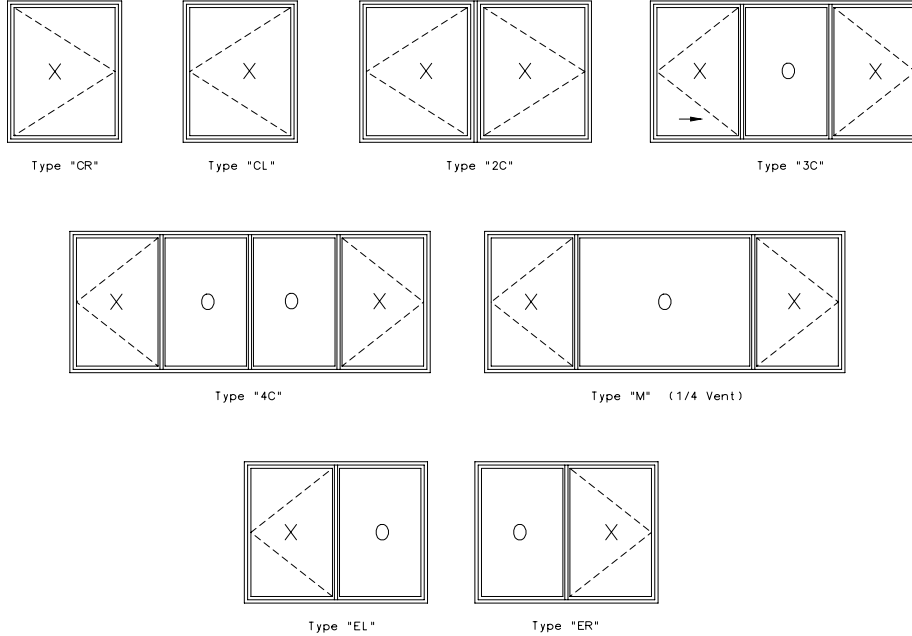 X X X X X O X
Type "CR" Type "CL" Type "2C" Type "3C"
X O O X X O X
Type "4C" Type "M" (1/4 Vent)
X O O X
Type "EL" Type "ER"